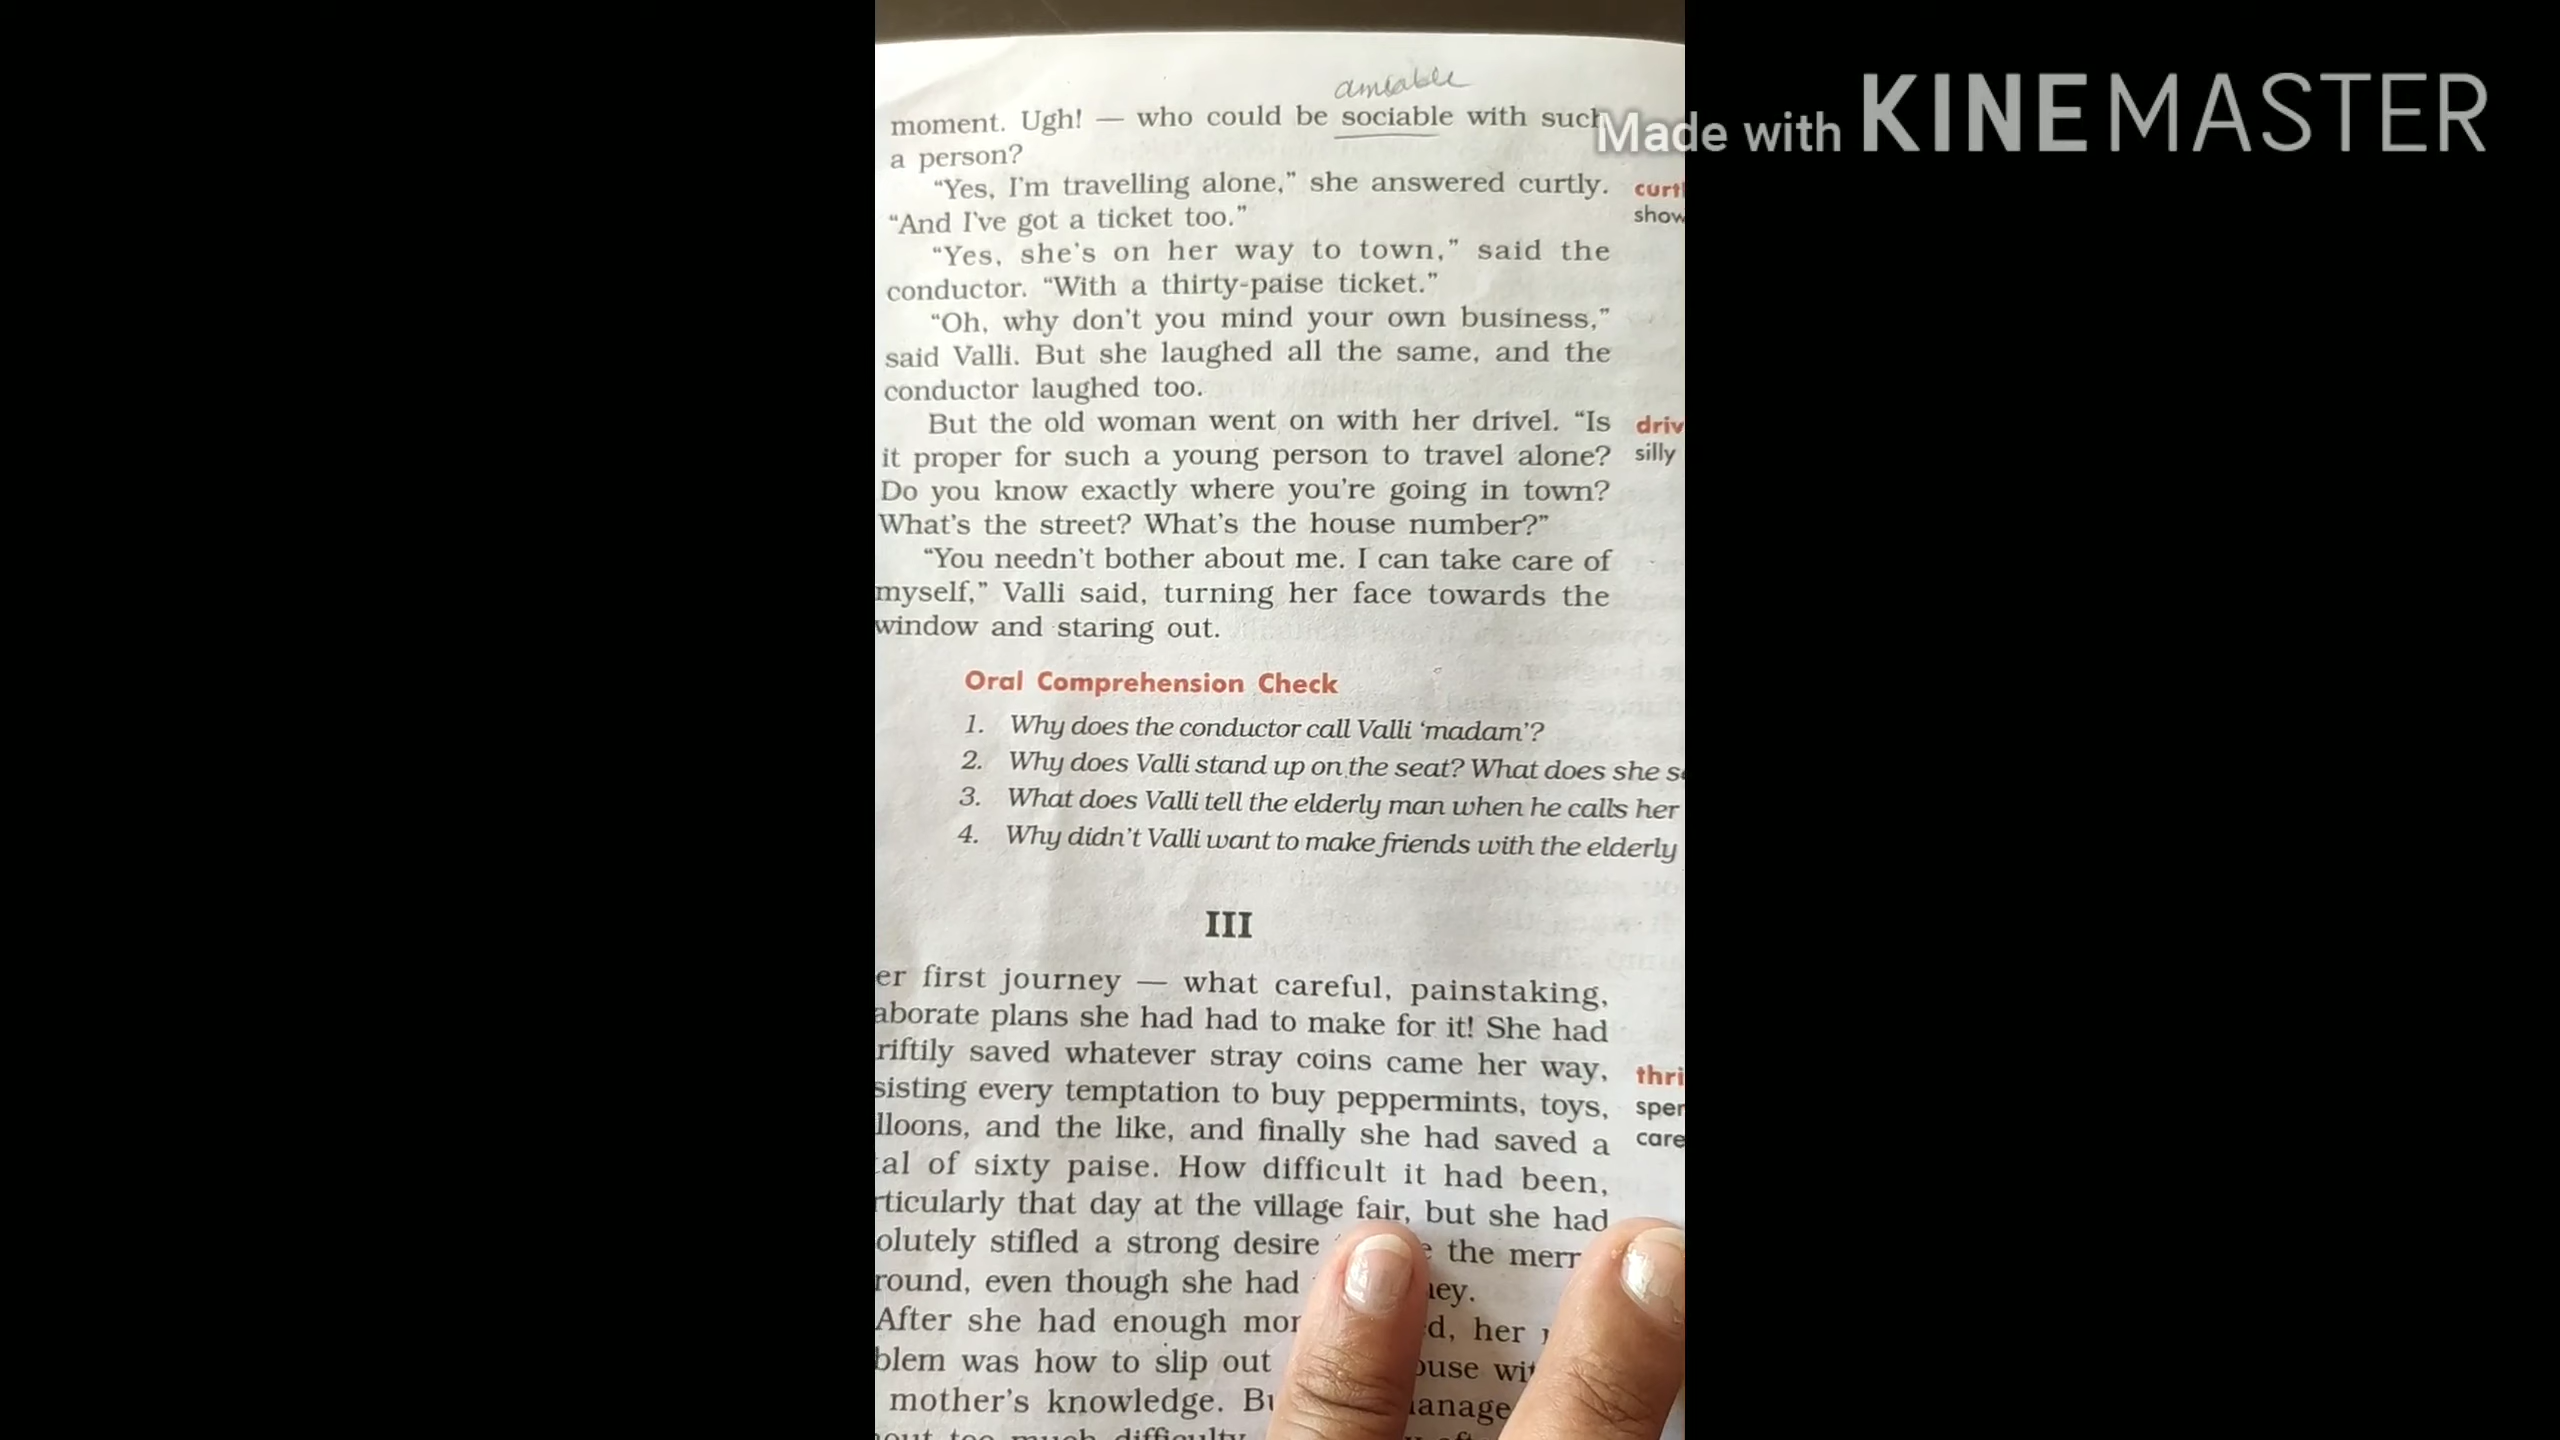 amiable
moment. Ugh! — who could be sociable with such
a person?
"Yes, I'm travelling alone," she answered curtly.
"And I've got a ticket too."
"Yes, she's on her way to town," said the
conductor. "With a thirty-paise ticket."
"Oh, why don't you mind your own business,"
said Valli. But she laughed all the same, and the
conductor laughed too.
But the old woman went on with her drivel. "Is
it proper for such a young person to travel alone?
Do you know exactly where you're going in town?
What's the street? What's the house number?"
"You needn't bother about me. I can take care of
myself," Valli said, turning her face towards the
window and staring out.
Oral Comprehension Check
1. Why does the conductor call Valli 'madam'?
2. Why does Valli stand up on the seat? What does she
3. What does Valli tell the elderly man when he calls her
4. Why didn't Valli want to make friends with the elderly
III
er first journey — what careful, painstaking,
aborate plans she had had to make for it! She had
riftily saved whatever stray coins came her way,
sisting every temptation to buy peppermints, toys,
lloons, and the like, and finally she had saved a
al of sixty paise. How difficult it had been,
rticularly that day at the village fair, but she had
olutely stifled a strong desire the merr
round, even though she had ney.
After she had enough mon d, her
blem was how to slip out ouse wit
mother's knowledge. Bu anage
out too much difficulty
curtl
show
driv
silly
thri
spen
care
Made with KINEMASTER